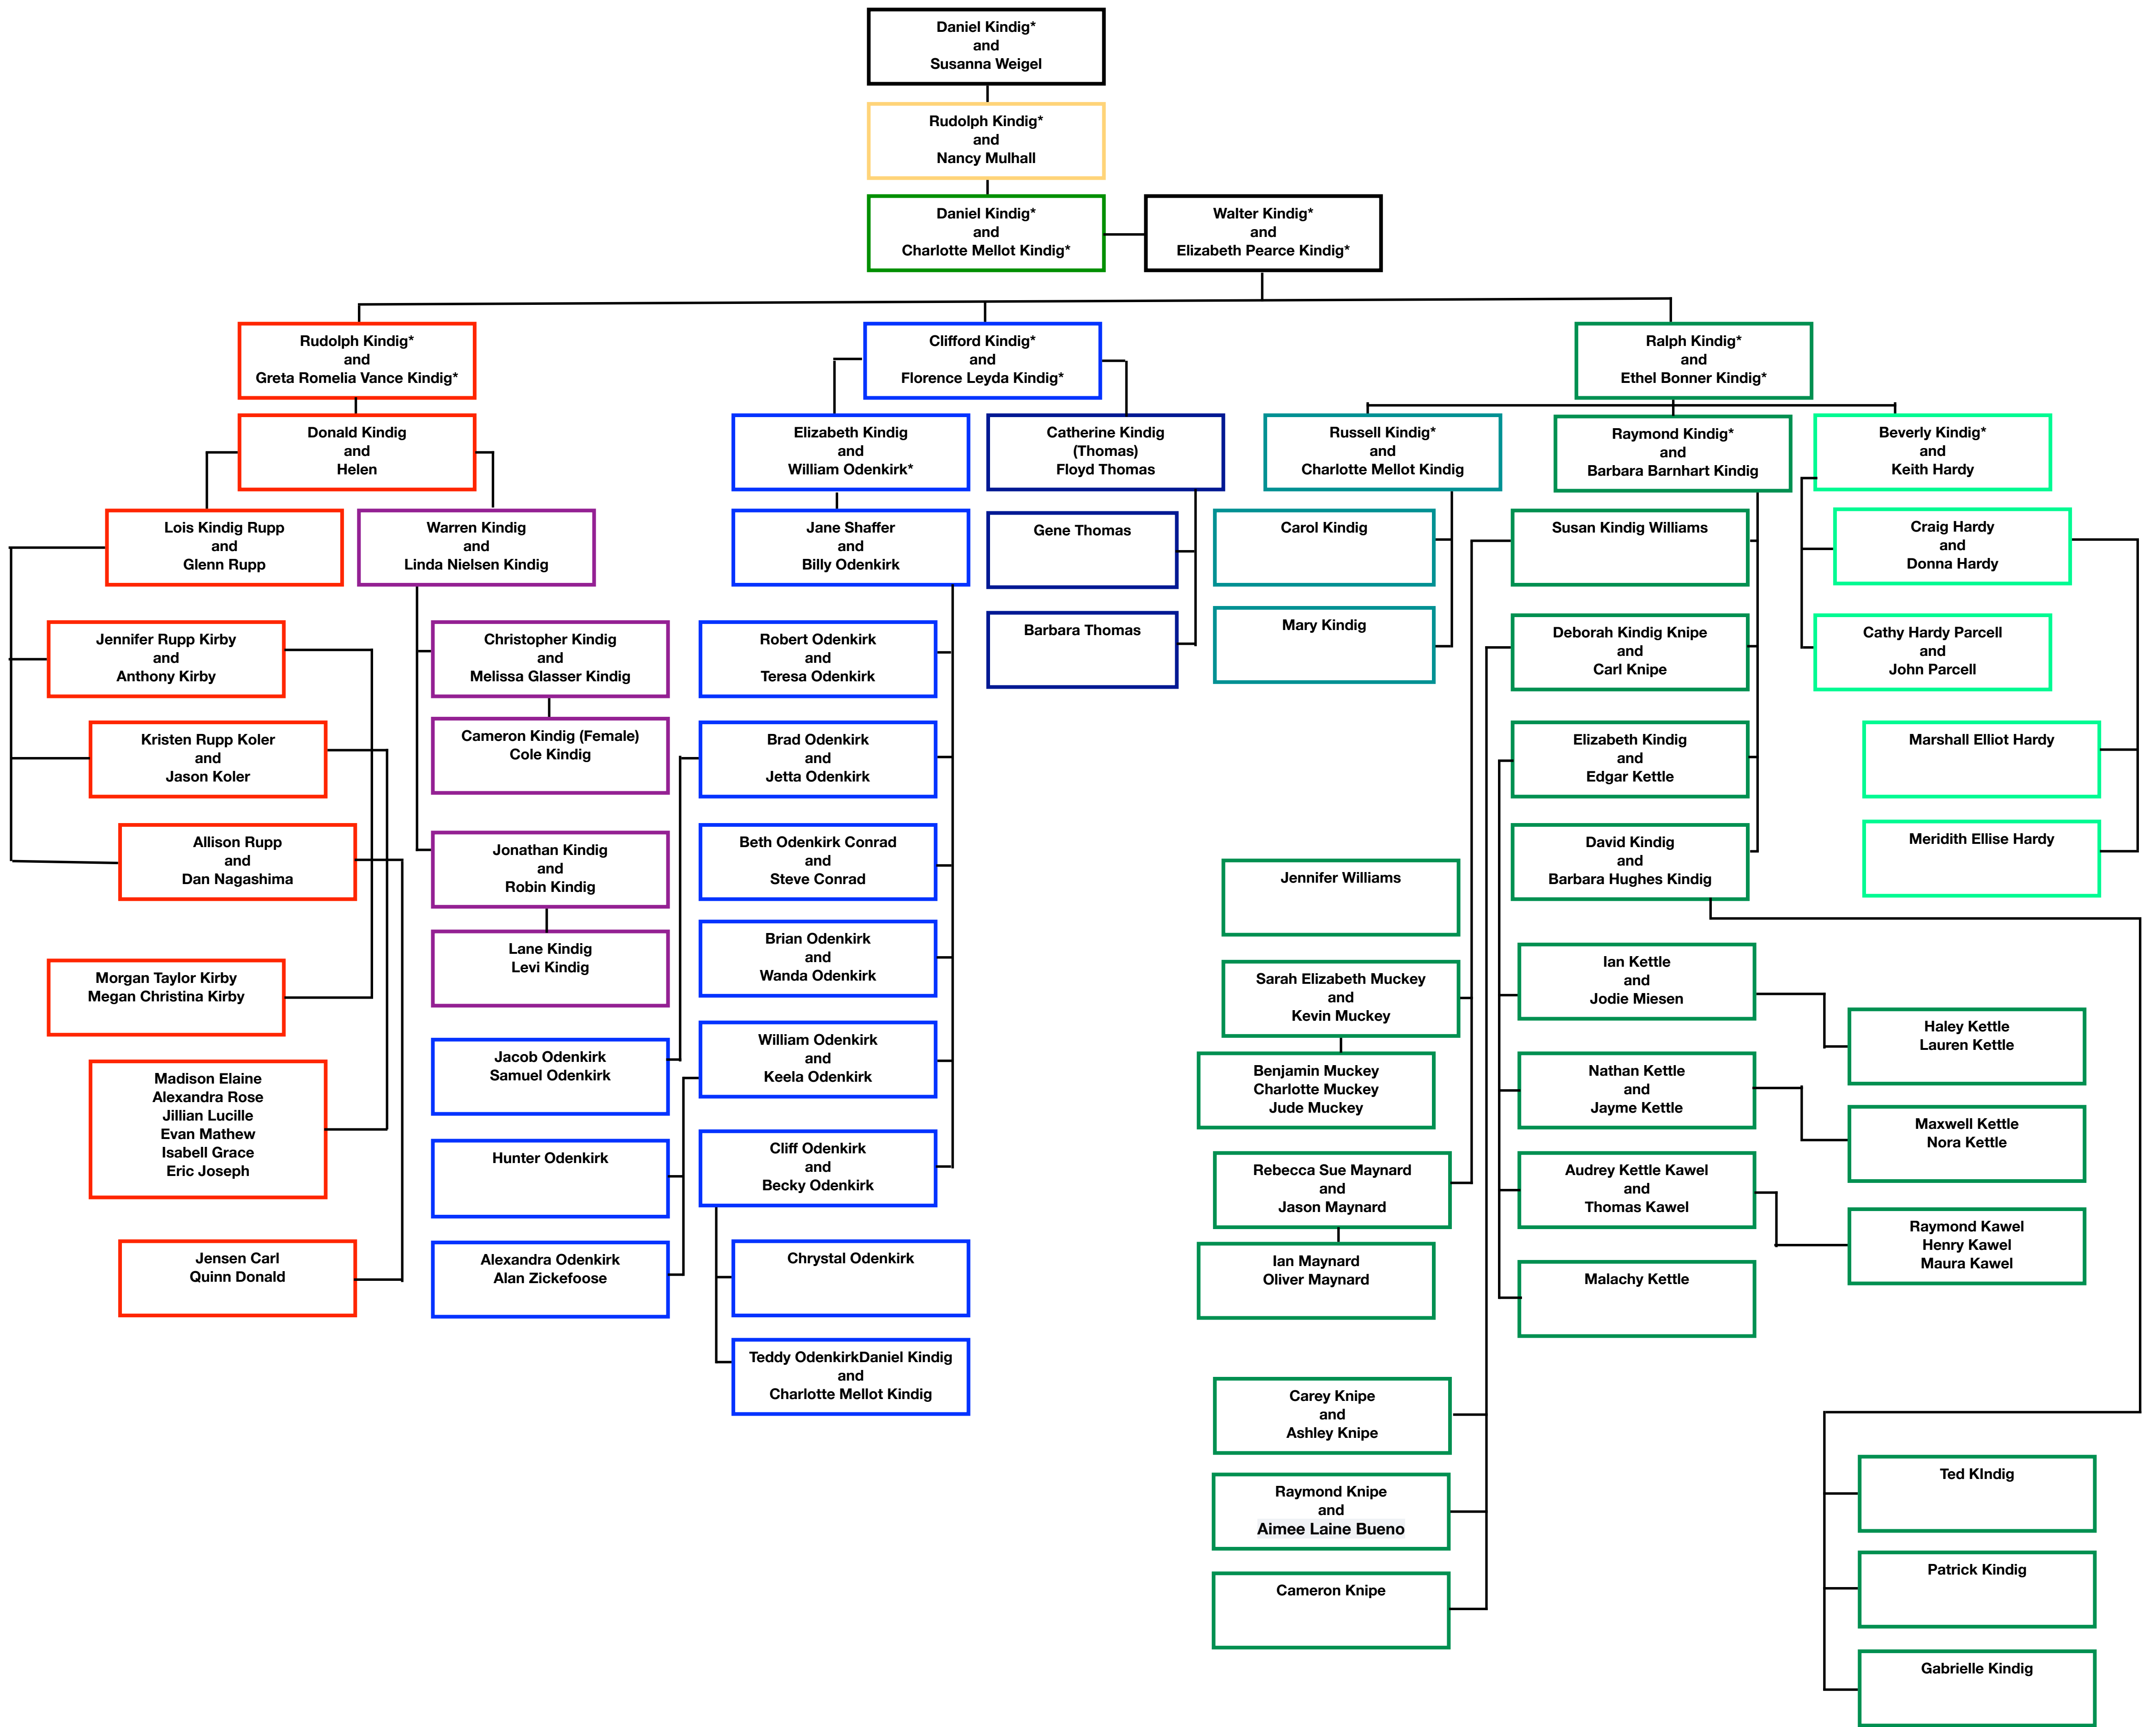 Daniel Kindig*
and
Susanna Weigel
Rudolph Kindig*
and
Nancy Mulhall
Daniel Kindig*
and
Charlotte Mellot Kindig*
Walter Kindig*
and
Elizabeth Pearce Kindig*
Rudolph Kindig*
and
Greta Romelia Vance Kindig*
Clifford Kindig*
and
Florence Leyda Kindig*
Ralph Kindig*
and
Ethel Bonner Kindig*
Donald Kindig
and
Helen
Elizabeth Kindig
and
William Odenkirk*
Catherine Kindig
(Thomas)
Floyd Thomas
Russell Kindig*
and
Charlotte Mellot Kindig
Raymond Kindig*
and
Barbara Barnhart Kindig
Beverly Kindig*
and
Keith Hardy
Lois Kindig Rupp
and
Glenn Rupp
Warren Kindig
and
Linda Nielsen Kindig
Jane Shaffer
and
Billy Odenkirk
Gene Thomas
Carol Kindig
Susan Kindig Williams
Craig Hardy
and
Donna Hardy
Jennifer Rupp Kirby
and
Anthony Kirby
Christopher Kindig
and
Melissa Glasser Kindig
Robert Odenkirk
and
Teresa Odenkirk
Barbara Thomas
Mary Kindig
Deborah Kindig Knipe
and
Carl Knipe
Cathy Hardy Parcell
and
John Parcell
Kristen Rupp Koler
and
Jason Koler
Cameron Kindig (Female)
Cole Kindig
Brad Odenkirk
and
Jetta Odenkirk
Elizabeth Kindig
and
Edgar Kettle
Marshall Elliot Hardy
Allison Rupp
and
Dan Nagashima
Jonathan Kindig
and
Robin Kindig
Beth Odenkirk Conrad
and
Steve Conrad
Jennifer Williams
David Kindig
and
Barbara Hughes Kindig
Meridith Ellise Hardy
Morgan Taylor Kirby
Megan Christina Kirby
Lane Kindig
Levi Kindig
Brian Odenkirk
and
Wanda Odenkirk
Sarah Elizabeth Muckey
and
Kevin Muckey
Ian Kettle
and
Jodie Miesen
Haley Kettle
Lauren Kettle
Madison Elaine
Alexandra Rose
Jillian Lucille
Evan Mathew
Isabell Grace
Eric Joseph
Jacob Odenkirk
Samuel Odenkirk
William Odenkirk
and
Keela Odenkirk
Benjamin Muckey
Charlotte Muckey
Jude Muckey
Nathan Kettle
and
Jayme Kettle
Maxwell Kettle
Nora Kettle
Hunter Odenkirk
Cliff Odenkirk
and
Becky Odenkirk
Rebecca Sue Maynard
and
Jason Maynard
Audrey Kettle Kawel
and
Thomas Kawel
Raymond Kawel
Henry Kawel
Maura Kawel
Jensen Carl
Quinn Donald
Alexandra Odenkirk
Alan Zickefoose
Chrystal Odenkirk
Ian Maynard
Oliver Maynard
Malachy Kettle
Teddy OdenkirkDaniel Kindig
and
Charlotte Mellot Kindig
Carey Knipe
and
Ashley Knipe
Raymond Knipe
and
Aimee Laine Bueno
Cameron Knipe
Ted KIndig
Patrick Kindig
Gabrielle Kindig